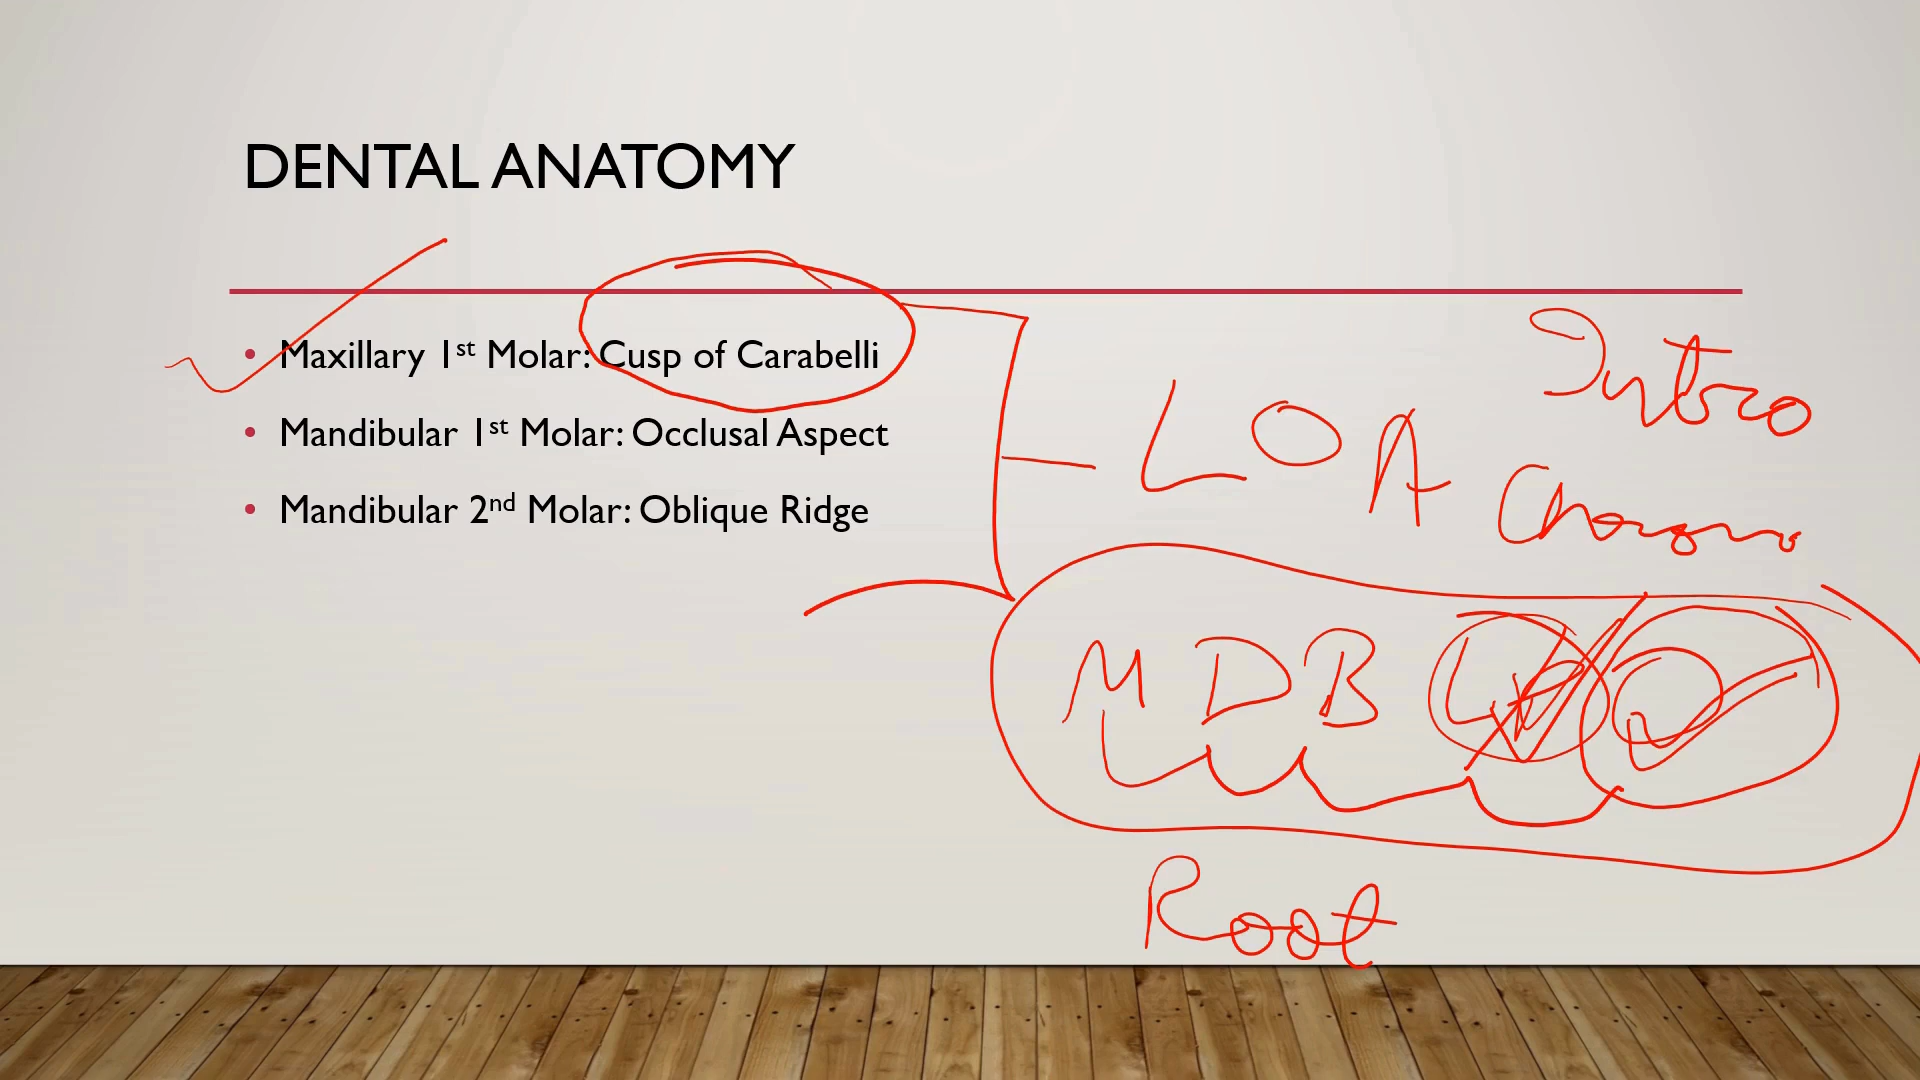 DENTAL ANATOMY
• Maxillary 1st Molar: Cusp of Carabelli
• Mandibular 1st Molar: Occlusal Aspect
• Mandibular 2nd Molar: Oblique Ridge
Intro
LOA
M D B L O
Root